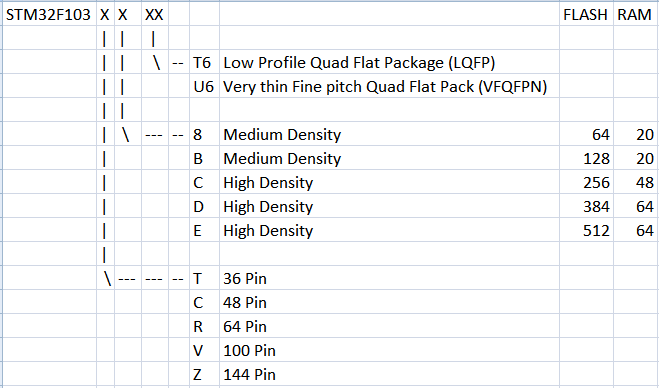 STM32F103 X X XX FLASH RAM
| | |
| | \ -- T6 Low Profile Quad Flat Package (LQFP)
| | U6 Very thin Fine pitch Quad Flat Pack (VFQFPN)
| |
| \ --- -- 8 Medium Density 64 20
| B Medium Density 128 20
| C High Density 256 48
| D High Density 384 64
| E High Density 512 64
|
\ --- --- -- T 36 Pin
C 48 Pin
R 64 Pin
V 100 Pin
Z 144 Pin